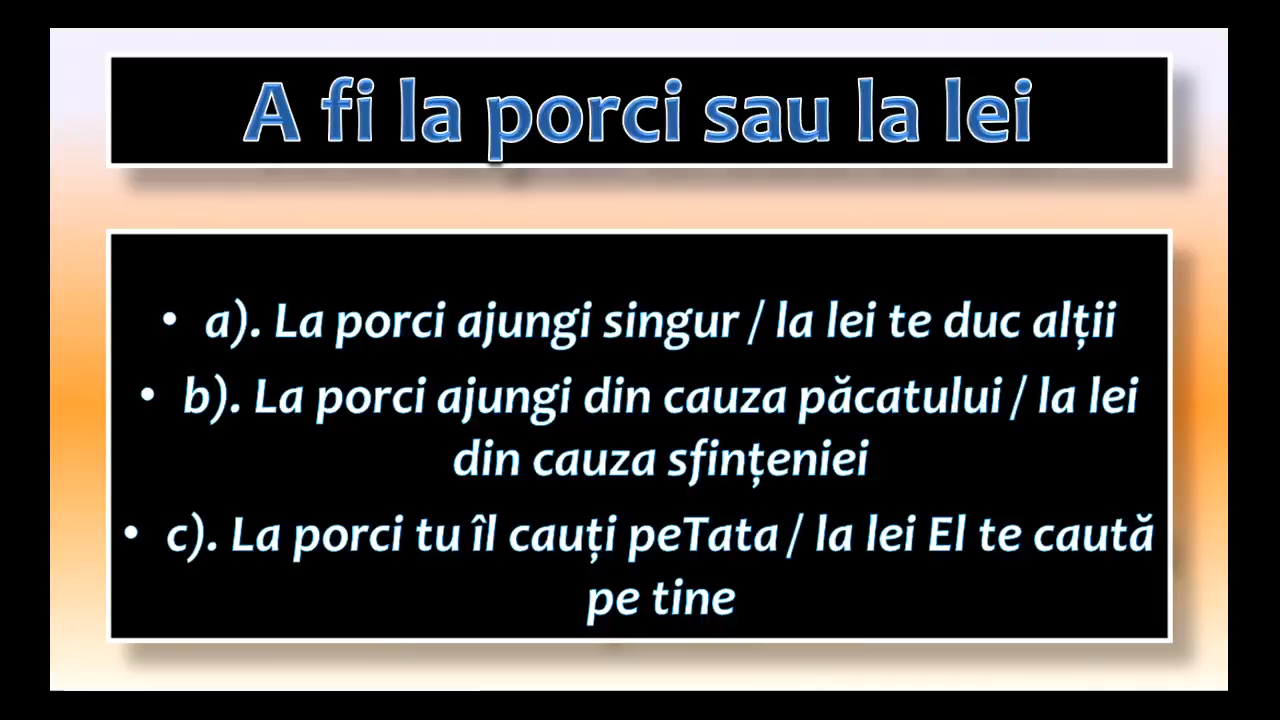 A fi la porci sau la lei
• a). La porci ajungi singur / la lei te duc alții
• b). La porci ajungi din cauza păcatului / la lei
din cauza sfințeniei
• c). La porci tu îl cauți peTata / la lei El te caută
pe tine